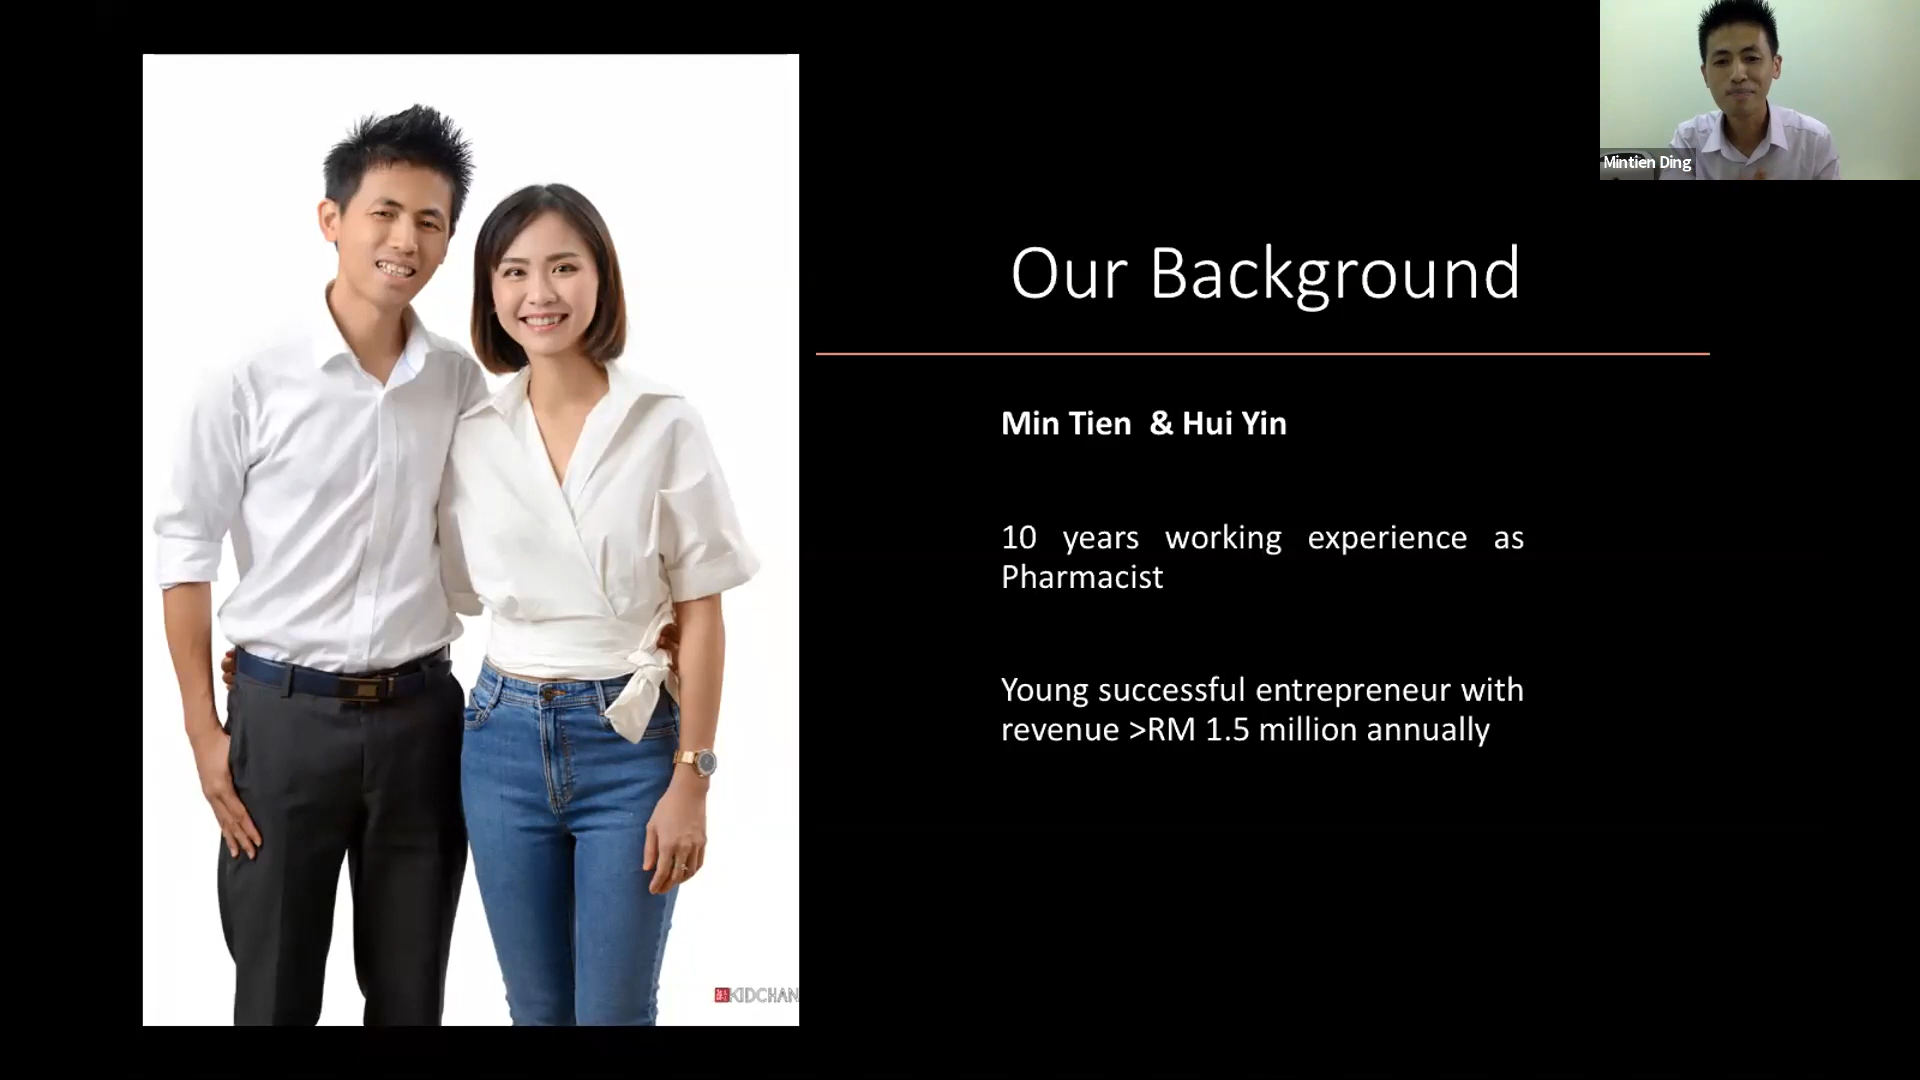 Mintien Ding
Our Background
Min Tien & Hui Yin
10 years working experience as
Pharmacist
Young successful entrepreneur with
revenue >RM 1.5 million annually
KIDCHAN